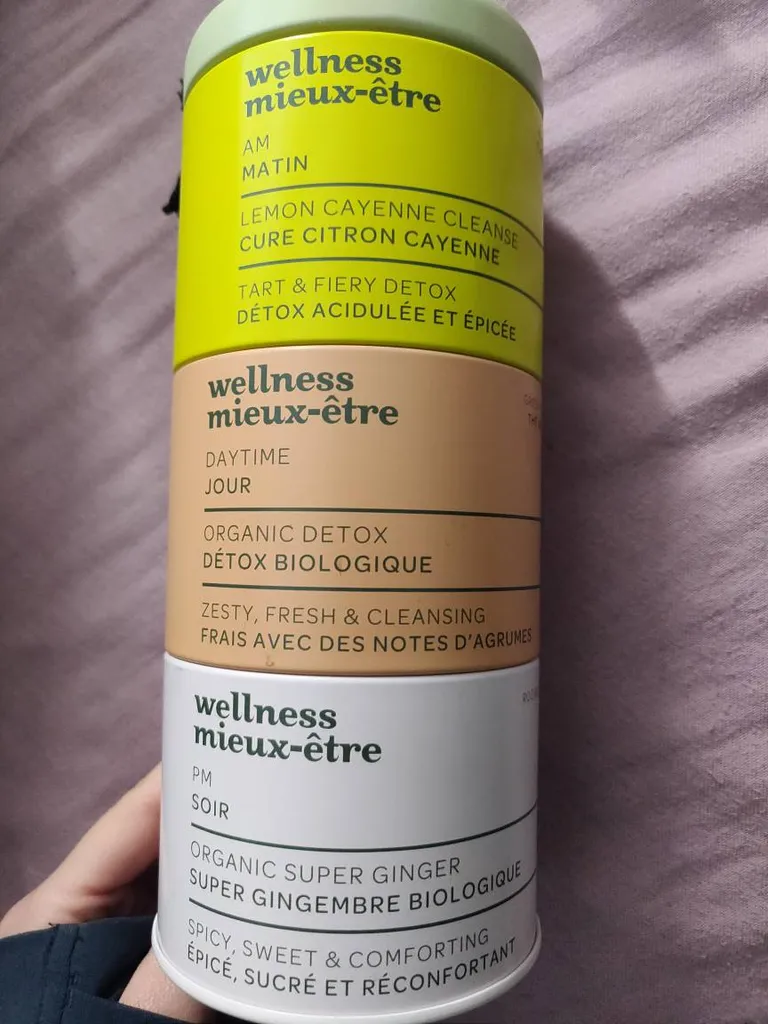 wellness
mieux-être
AM
MATIN
LEMON CAYENNE CLEANSE
CURE CITRON CAYENNE
TART & FIERY DETOX
DÉTOX ACIDULÉE ET ÉPICÉE
wellness
mieux-être
DAYTIME
JOUR
ORGANIC DETOX
DÉTOX BIOLOGIQUE
ZESTY, FRESH & CLEANSING
FRAIS AVEC DES NOTES D'AGRUMES
wellness
mieux-être
PM
SOIR
ORGANIC SUPER GINGER
SUPER GINGEMBRE BIOLOGIQUE
SPICY, SWEET & COMFORTING
ÉPICÉ, SUCRÉ ET RÉCONFORTANT